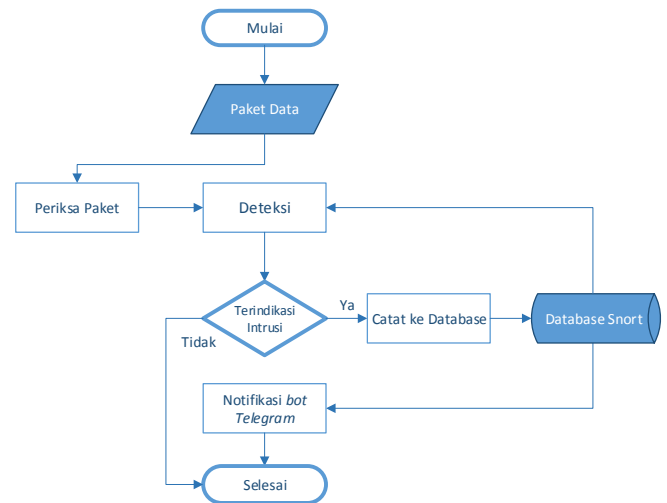 Mulai
Paket Data
Periksa Paket
Deteksi
Terindikasi
Intrusi
Ya
Catat ke Database
Database Snort
Tidak
Notifikasi bot
Telegram
Selesai